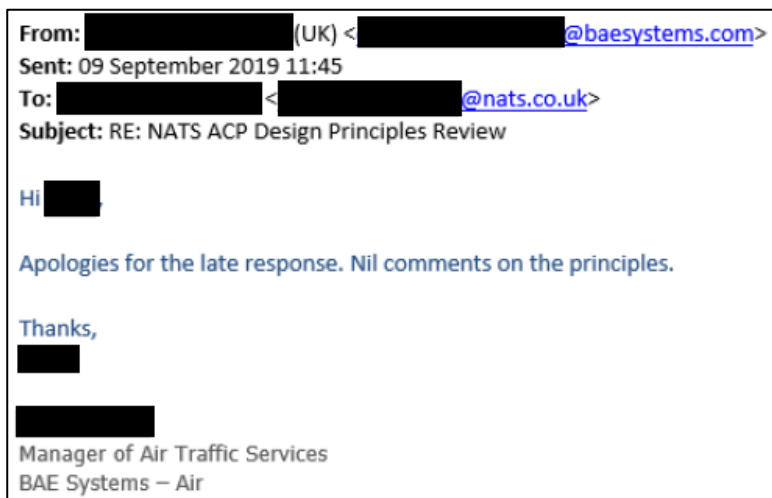 From: (UK) < @baesystems.com>
Sent: 09 September 2019 11:45
To: < @nats.co.uk>
Subject: RE: NATS ACP Design Principles Review
Hi ,
Apologies for the late response. Nil comments on the principles.
Thanks,
Manager of Air Traffic Services
BAE Systems – Air